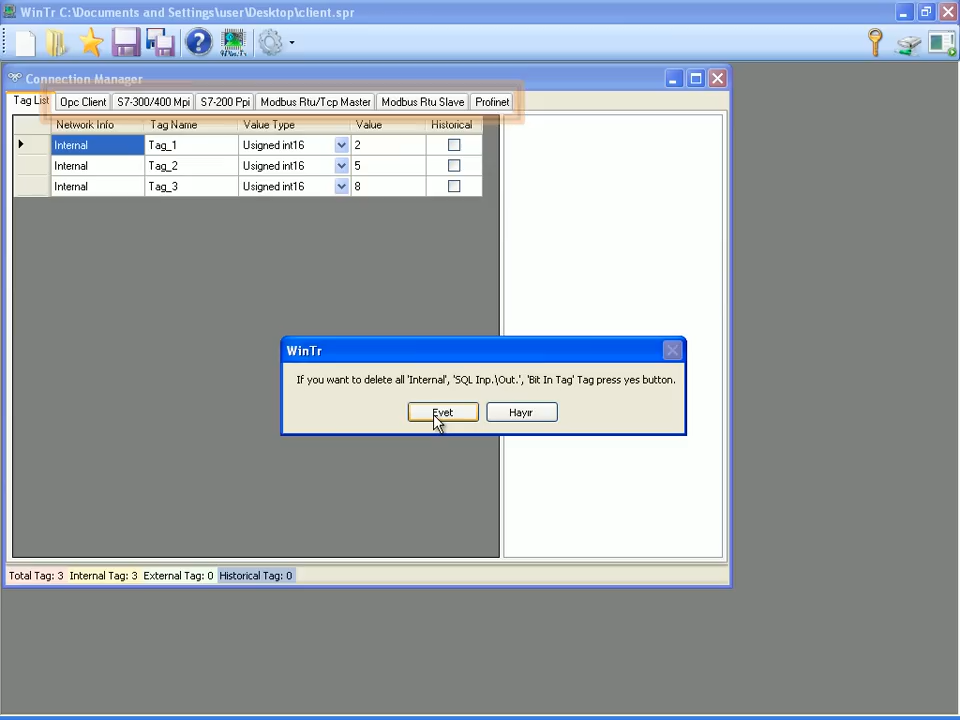 WinTr C:\Documents and Settings\user\Desktop\client.spr
WinTr
Connection Manager
Tag List Opc Client S7-300/400 Mpi S7-200 Ppi Modbus Rtu/Tcp Master Modbus Rtu Slave Profinet
Network Info Tag Name Value Type Value Historical
Internal Tag_1 Usigned int16 2
Internal Tag_2 Usigned int16 5
Internal Tag_3 Usigned int16 8
WinTr
If you want to delete all 'Internal', 'SQL Inp.\Out.', 'Bit In Tag' Tag press yes button.
Evet Hayır
Total Tag: 3 Internal Tag: 3 External Tag: 0 Historical Tag: 0